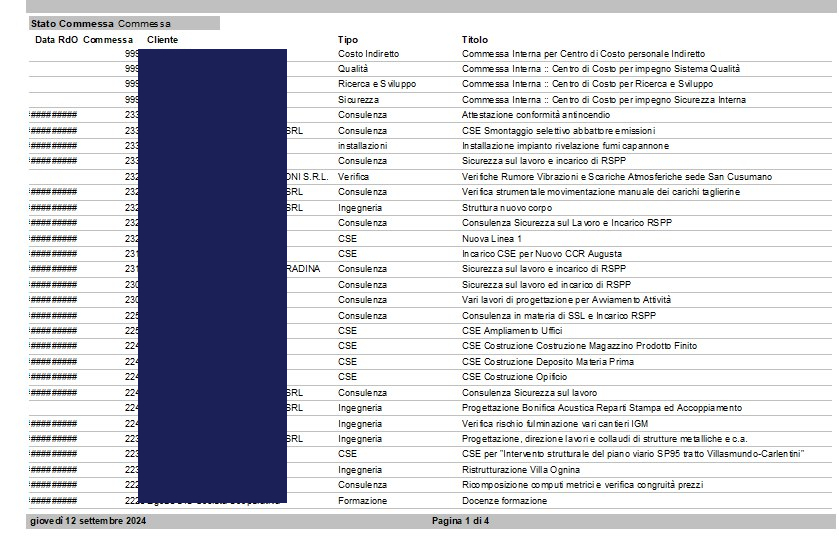 Stato Commessa Commessa
Data RdO Commessa Cliente Tipo Titolo
999 Costo Indiretto Commessa Interna per Centro di Costo personale Indiretto
999 Qualità Commessa Interna :: Centro di Costo per impegno Sistema Qualità
999 Ricerca e Sviluppo Commessa Interna :: Centro di Costo per Ricerca e Sviluppo
999 Sicurezza Commessa Interna :: Centro di Costo per impegno Sicurezza Interna
######### 233 Consulenza Attestazione conformità antincendio
######### 233 SRL Consulenza CSE Smontaggio selettivo abbattore emissioni
######### 233 installazioni Installazione impianto rivelazione fumi capannone
######### 233 Consulenza Sicurezza sul lavoro e incarico di RSPP
232 ONI S.R.L. Verifica Verifiche Rumore Vibrazioni e Scariche Atmosferiche sede San Cusumano
######### 232 SRL Consulenza Verifica strumentale movimentazione manuale dei carichi taglierine
######### 232 SRL Ingegneria Struttura nuovo corpo
######### 232 Consulenza Consulenza Sicurezza sul Lavoro e Incarico RSPP
######### 232 CSE Nuova Linea 1
######### 231 CSE Incarico CSE per Nuovo CCR Augusta
######### 231 RADINA Consulenza Sicurezza sul lavoro e incarico di RSPP
######### 230 Consulenza Sicurezza sul lavoro ed incarico di RSPP
######### 230 Consulenza Vari lavori di progettazione per Avviamento Attività
######### 225 Consulenza Consulenza in materia di SSL e Incarico RSPP
######### 225 CSE CSE Ampliamento Uffici
######### 224 CSE CSE Costruzione Costruzione Magazzino Prodotto Finito
######### 224 CSE CSE Costruzione Deposito Materia Prima
######### 224 CSE CSE Costruzione Opificio
######### 224 SRL Consulenza Consulenza Sicurezza sul lavoro
224 SRL Ingegneria Progettazione Bonifica Acustica Reparti Stampa ed Accoppiamento
######### 224 Ingegneria Verifica rischio fulminazione vari cantieri IGM
######### 223 SRL Ingegneria Progettazione, direzione lavori e collaudi di strutture metalliche e c.a.
######### 223 CSE CSE per "Intervento strutturale del piano viario SP95 tratto Villasmundo-Carlentini"
######### 223 Ingegneria Ristrutturazione Villa Ognina
######### 222 Consulenza Ricomposizione computi metrici e verifica congruità prezzi
######### 222 Formazione Docenze formazione
giovedì 12 settembre 2024 Pagina 1 di 4